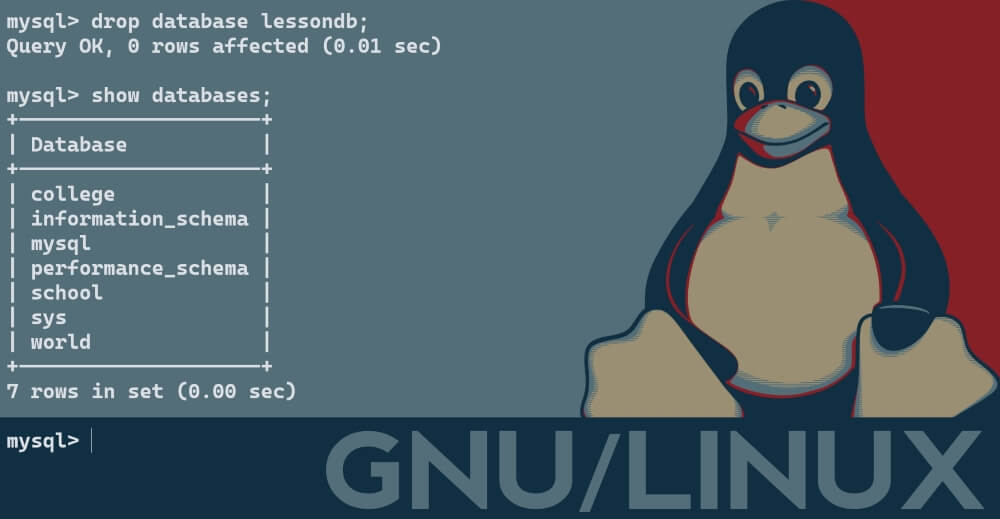 mysql> drop database lessondb;
Query OK, 0 rows affected (0.01 sec)
mysql> show databases;
+--------------------+
| Database           |
+--------------------+
| college            |
| information_schema |
| mysql              |
| performance_schema |
| school             |
| sys                |
| world              |
+--------------------+
7 rows in set (0.00 sec)
mysql>
GNU/LINUX